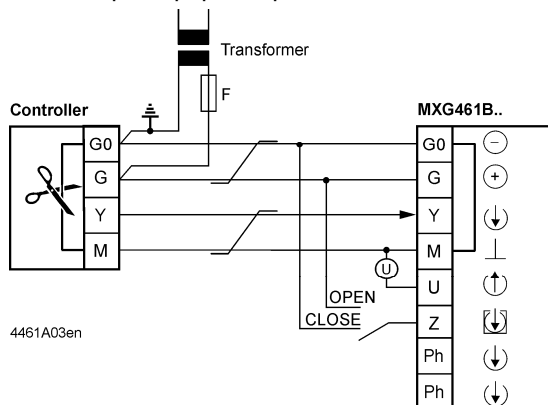 Transformer
F
Controller
MXG461B..
G0
G
Y
M
G0
G
Y
M
U
Z
Ph
Ph
U
OPEN
CLOSE
4461A03en